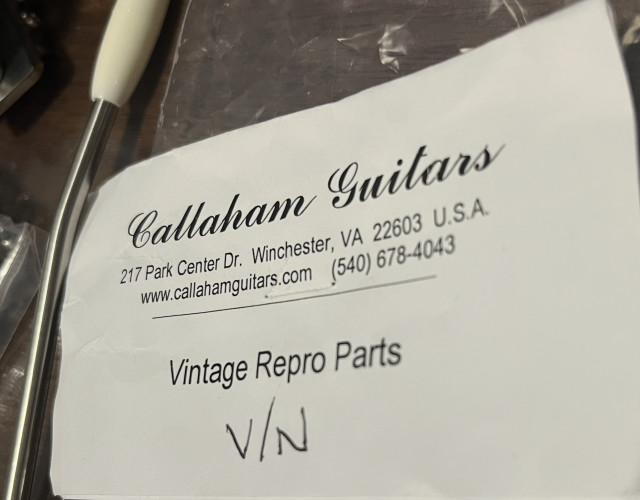 Callaham Guitars
217 Park Center Dr. Winchester, VA 22603 U.S.A.
www.callahamguitars.com (540) 678-4043
Vintage Repro Parts
V/N